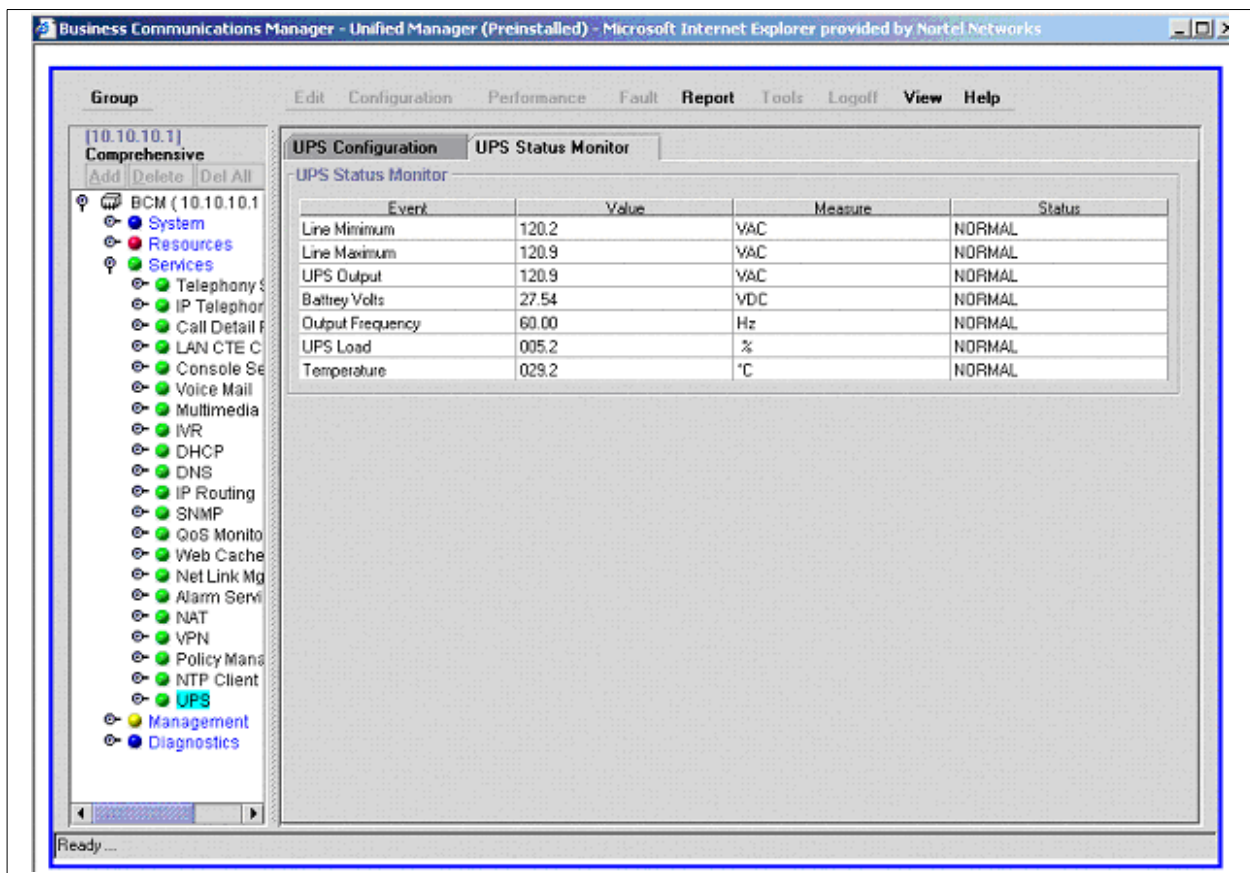 Business Communications Manager - Unified Manager (Preinstalled) - Microsoft Internet Explorer provided by Nortel Networks
Group Edit Configuration Performance Fault Report Tools Logoff View Help
[10.10.10.1]
Comprehensive
Add Delete Del All
BCM (10.10.10.1
System
Resources
Services
Telephony S
IP Telephor
Call Detail F
LAN CTE C
Console Se
Voice Mail
Multimedia
IVR
DHCP
DNS
IP Routing
SNMP
QoS Monito
Web Cache
Net Link Mg
Alarm Servi
NAT
VPN
Policy Mana
NTP Client
UPS
Management
Diagnostics
UPS Configuration UPS Status Monitor
UPS Status Monitor
Event Value Measure Status
Line Mimimum 120.2 VAC NORMAL
Line Maximum 120.9 VAC NORMAL
UPS Output 120.9 VAC NORMAL
Battrey Volts 27.54 VDC NORMAL
Output Frequency 60.00 Hz NORMAL
UPS Load 005.2 % NORMAL
Temperature 029.2 °C NORMAL
Ready ...